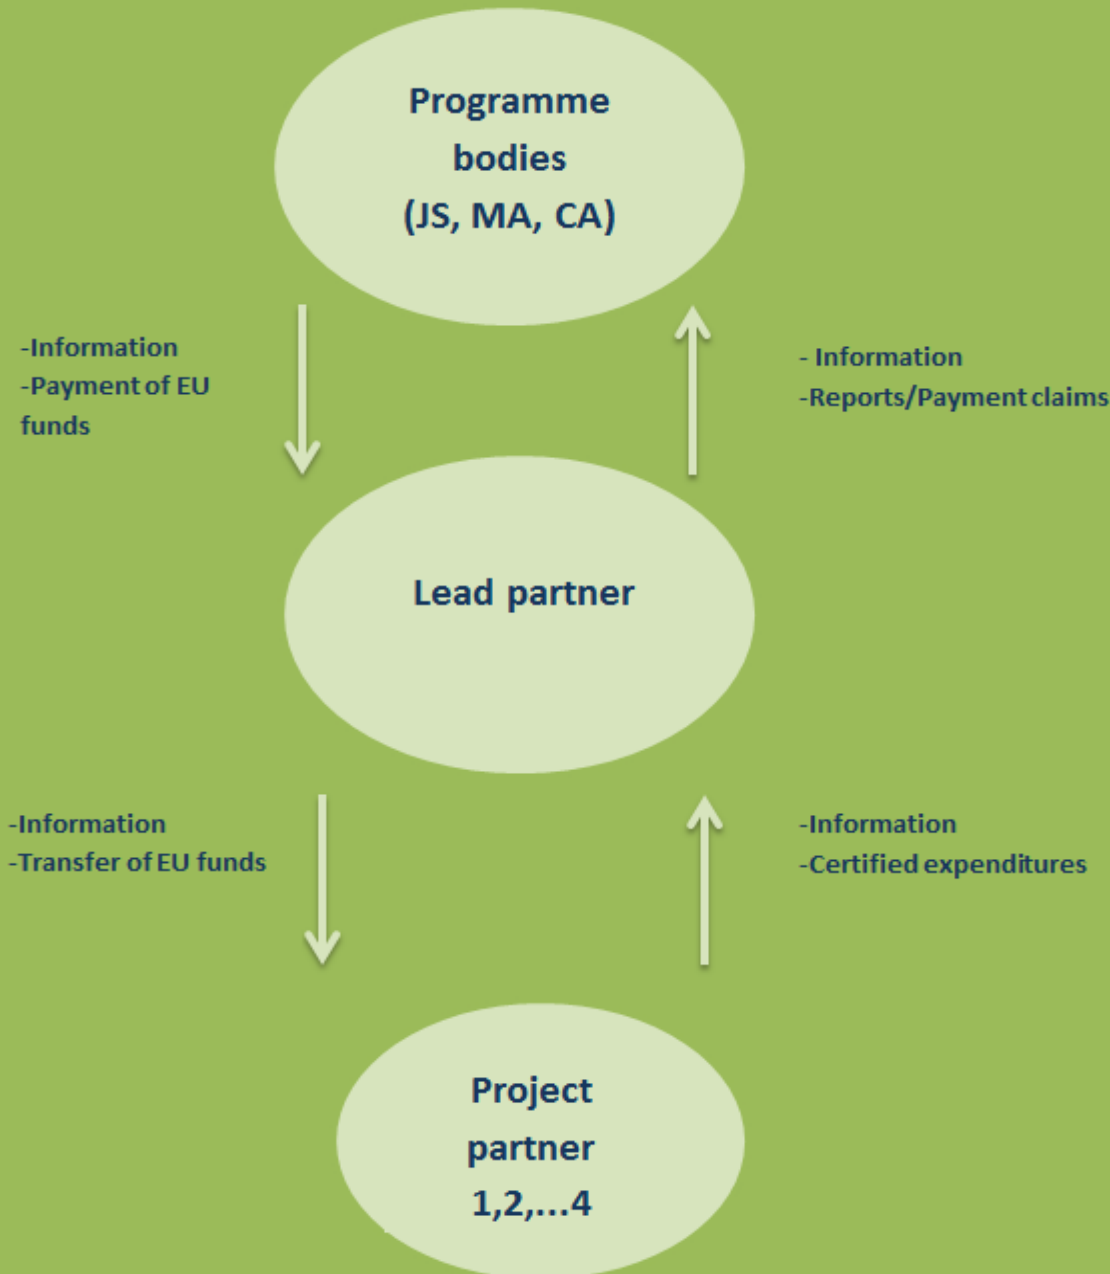 Programme
bodies
(JS, MA, CA)
-Information
-Payment of EU
funds
- Information
-Reports/Payment claims
Lead partner
-Information
-Transfer of EU funds
-Information
-Certified expenditures
Project
partner
1,2,...4